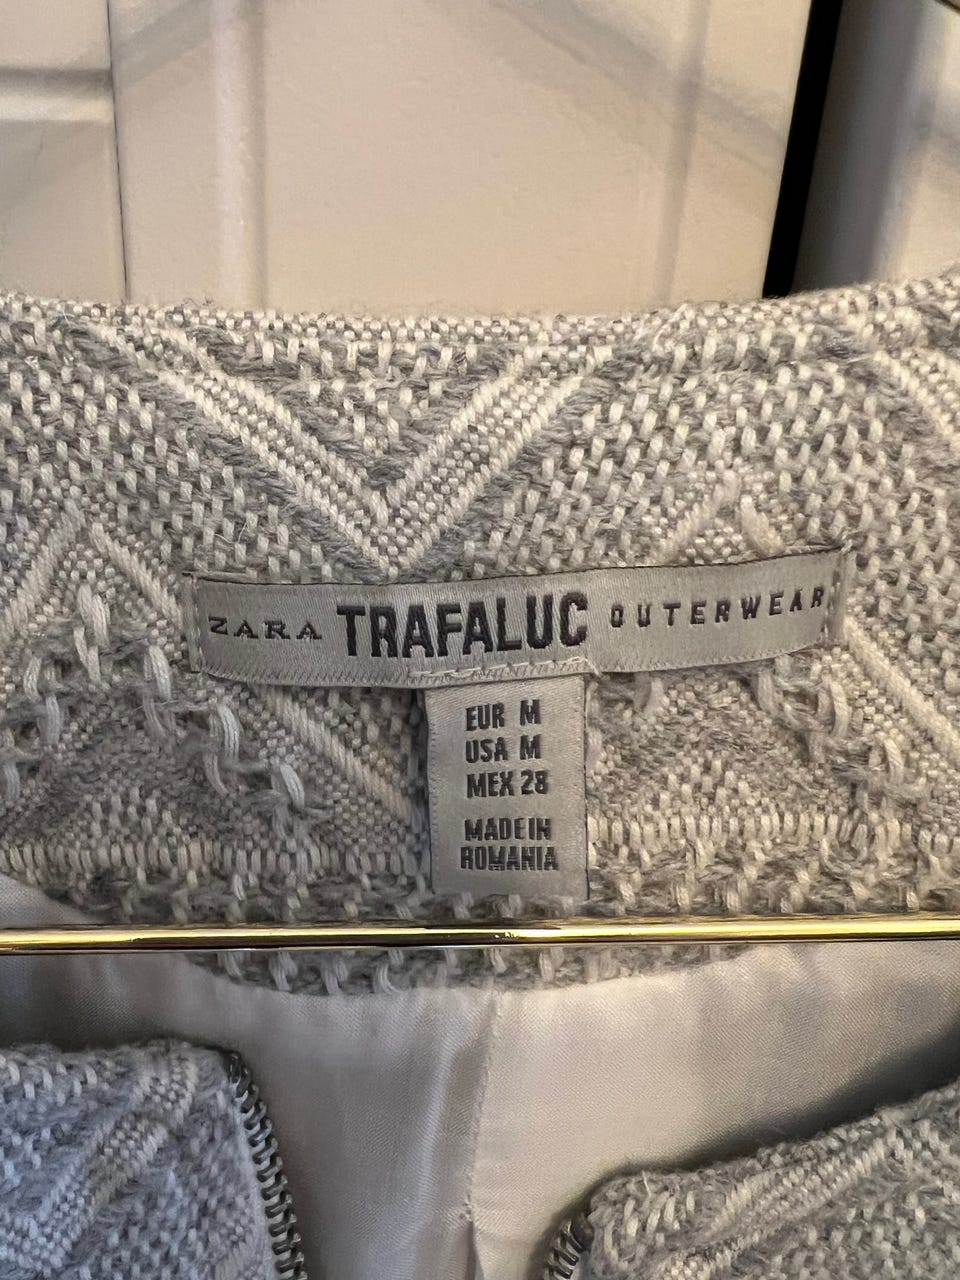 ZARA TRAFALUC OUTERWEAR
EUR M
USA M
MEX 28
MADE IN
ROMANIA